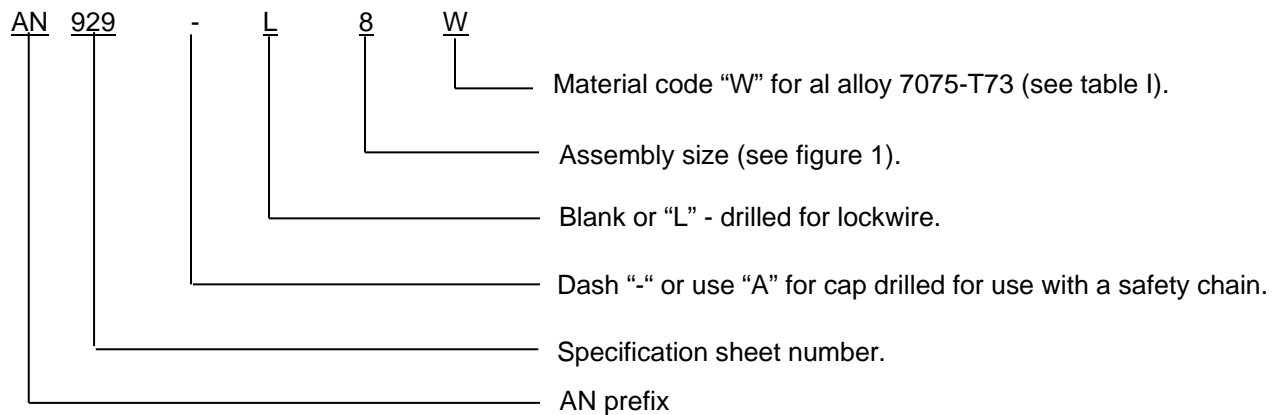 AN 929 - L 8 W
Material code “W” for al alloy 7075-T73 (see table I).
Assembly size (see figure 1).
Blank or “L” - drilled for lockwire.
Dash “-“ or use “A” for cap drilled for use with a safety chain.
Specification sheet number.
AN prefix